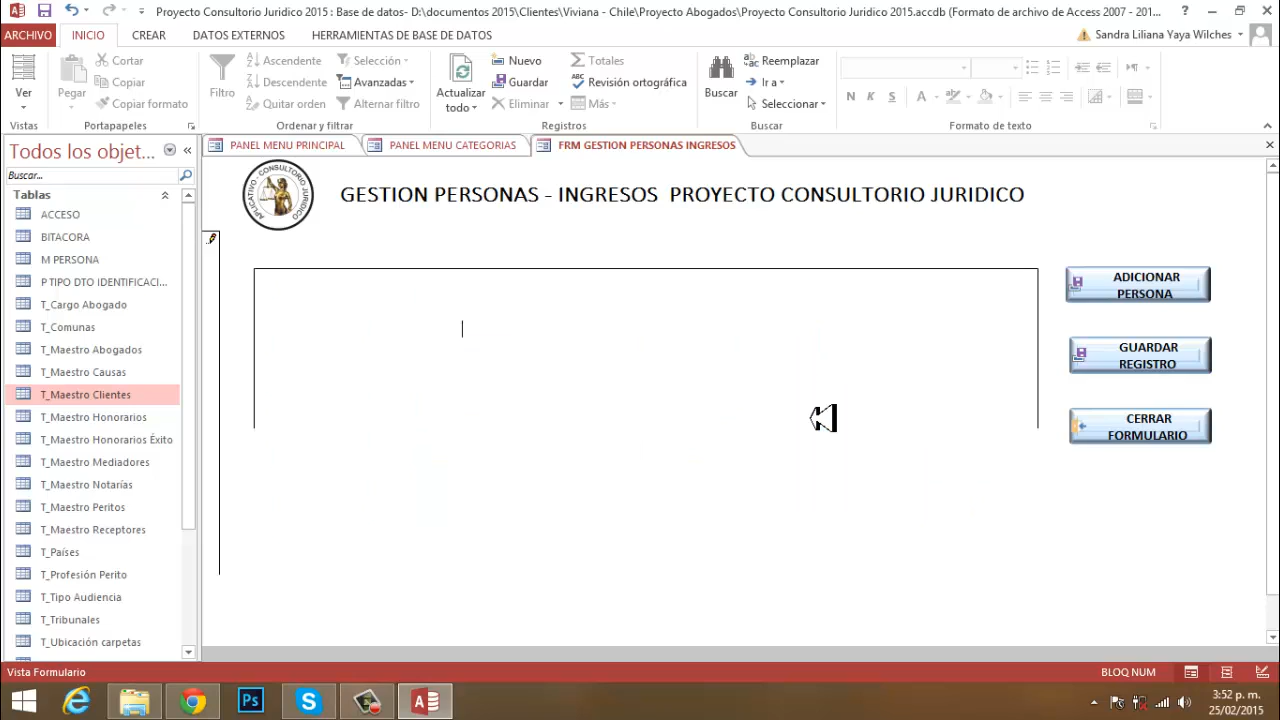 Proyecto Consultorio Juridico 2015 : Base de datos- D:\documentor 2015\Clientes\Viviana - Chile\Proyecto Abogados\Proyecto Consultorio Juridico 2015.accdb (Formato de archivo de Access 2007 - 201...
ARCHIVO INICIO CREAR DATOS EXTERNOS HERRAMIENTAS DE BASE DE DATOS Sandra Liliana Yaya Wilches
Ver
Vistas
Pegar
Cortar
Copiar
Copiar formato
Portapapeles
Filtro
Ascendente
Descendente
Quitar orden
Selección
Avanzadas
Alternar filtro
Ordenar y filtrar
Actualizar
todo
Nuevo
Guardar
Eliminar
Totales
Revisión ortográfica
Más
Registros
Buscar
Reemplazar
Ir a
Seleccionar
Buscar
N K S A
Formato de texto
Todos los objet...
Buscar...
Tablas
ACCESO
BITACORA
M PERSONA
P TIPO DTO IDENTIFICACI...
T_Cargo Abogado
T_Comunas
T_Maestro Abogados
T_Maestro Causas
T_Maestro Clientes
T_Maestro Honorarios
T_Maestro Honorarios Éxito
T_Maestro Mediadores
T_Maestro Notarías
T_Maestro Peritos
T_Maestro Receptores
T_Países
T_Profesión Perito
T_Tipo Audiencia
T_Tribunales
T_Ubicación carpetas
PANEL MENU PRINCIPAL PANEL MENU CATEGORIAS FRM GESTION PERSONAS INGRESOS
APLICATIVO - CONSULTORIO JURIDICO
GESTION PERSONAS - INGRESOS PROYECTO CONSULTORIO JURIDICO
ADICIONAR
PERSONA
GUARDAR
REGISTRO
CERRAR
FORMULARIO
Vista Formulario BLOQ NUM
Ps
3:52 p. m.
25/02/2015